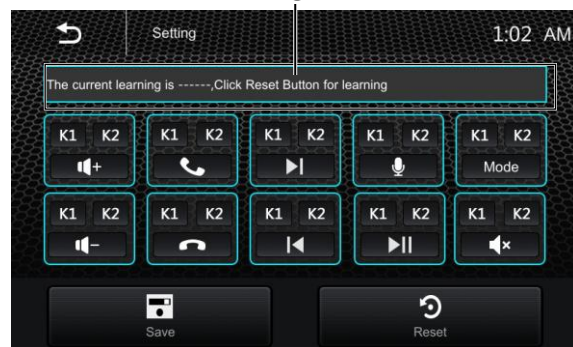 Setting 1:02 AM
The current learning is ------,Click Reset Button for learning
K1 K2 K1 K2 K1 K2 K1 K2 K1 K2
Mode
K1 K2 K1 K2 K1 K2 K1 K2 K1 K2
Save Reset